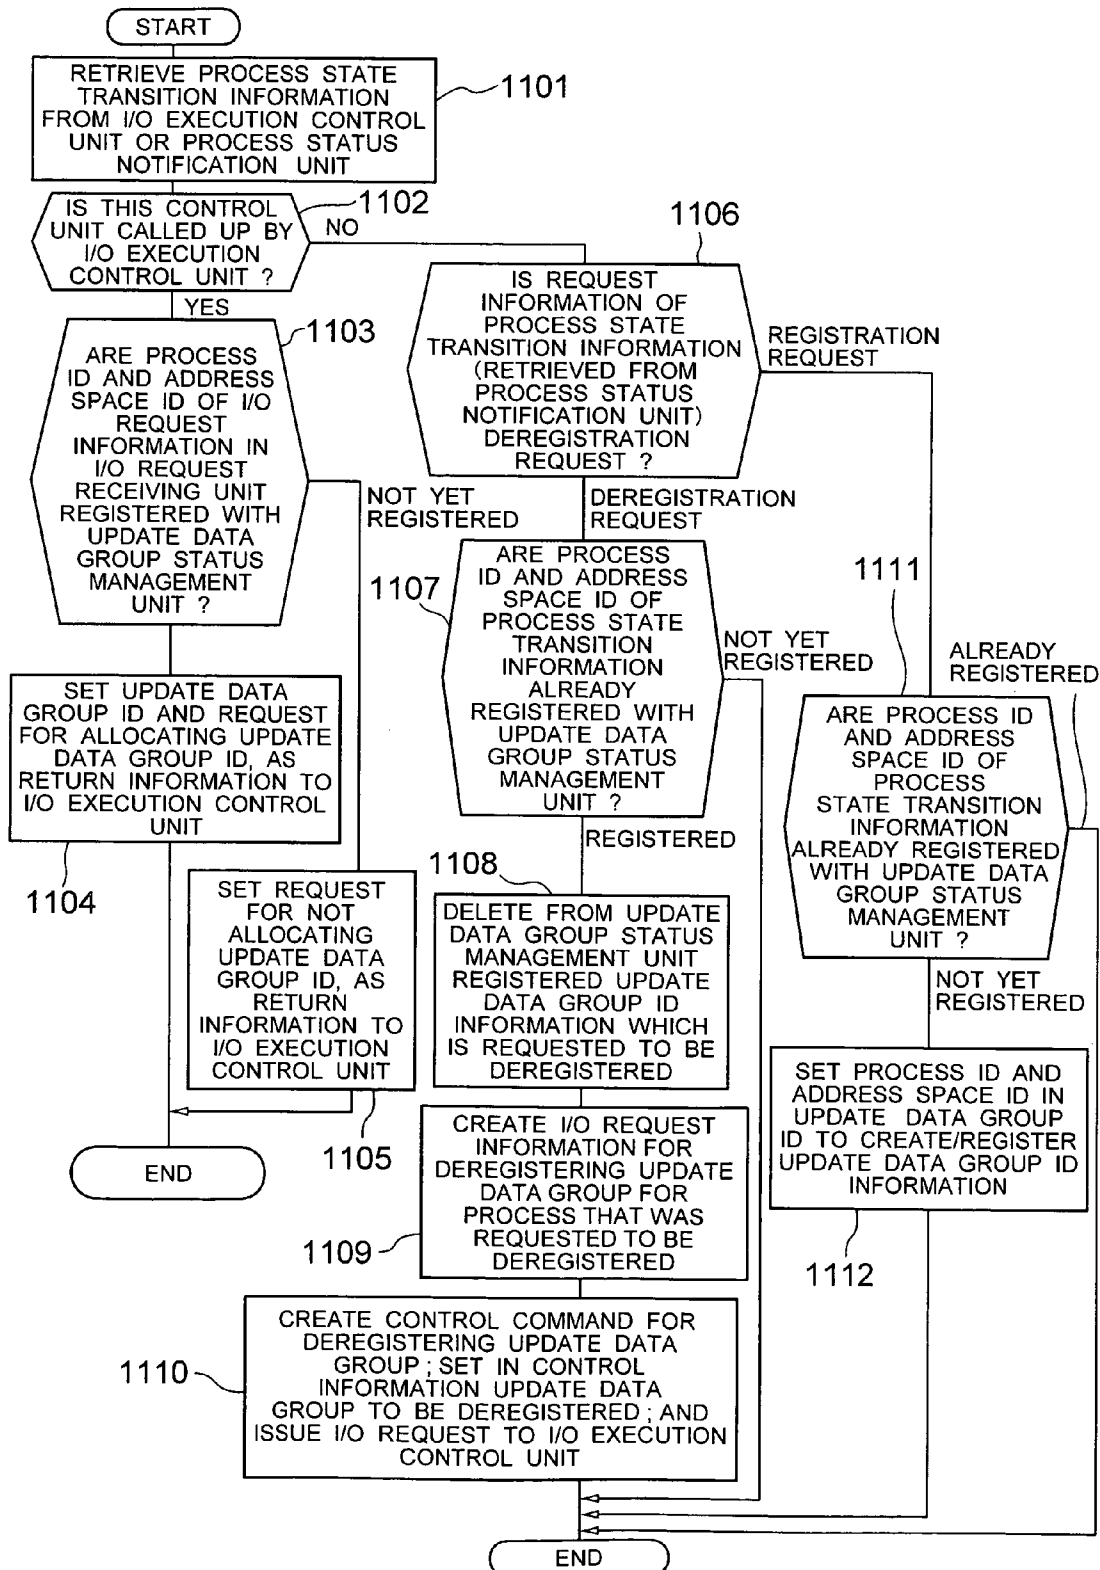 START
RETRIEVE PROCESS STATE
TRANSITION INFORMATION
FROM I/O EXECUTION CONTROL
UNIT OR PROCESS STATUS
NOTIFICATION UNIT
1101
IS THIS CONTROL
UNIT CALLED UP BY
I/O EXECUTION
CONTROL UNIT ?
1102
NO
YES
1103
ARE PROCESS
ID AND ADDRESS
SPACE ID OF I/O
REQUEST
INFORMATION IN
I/O REQUEST
RECEIVING UNIT
REGISTERED WITH
UPDATE DATA
GROUP STATUS
MANAGEMENT
UNIT ?
NOT YET
REGISTERED
SET UPDATE DATA
GROUP ID AND REQUEST
FOR ALLOCATING UPDATE
DATA GROUP ID, AS
RETURN INFORMATION TO
I/O EXECUTION CONTROL
UNIT
1104
SET REQUEST
FOR NOT
ALLOCATING
UPDATE DATA
GROUP ID, AS
RETURN
INFORMATION TO
I/O EXECUTION
CONTROL UNIT
1105
END
1106
IS REQUEST
INFORMATION OF
PROCESS STATE
TRANSITION INFORMATION
(RETRIEVED FROM
PROCESS STATUS
NOTIFICATION UNIT)
DEREGISTRATION
REQUEST ?
REGISTRATION
REQUEST
DEREGISTRATION
REQUEST
1107
ARE PROCESS
ID AND ADDRESS
SPACE ID OF
PROCESS STATE
TRANSITION
INFORMATION
ALREADY
REGISTERED WITH
UPDATE DATA
GROUP STATUS
MANAGEMENT
UNIT ?
NOT YET
REGISTERED
REGISTERED
1108
DELETE FROM UPDATE
DATA GROUP STATUS
MANAGEMENT UNIT
REGISTERED UPDATE
DATA GROUP ID
INFORMATION WHICH
IS REQUESTED TO BE
DEREGISTERED
CREATE I/O REQUEST
INFORMATION FOR
DEREGISTERING UPDATE
DATA GROUP FOR
PROCESS THAT WAS
REQUESTED TO BE
DEREGISTERED
1109
CREATE CONTROL COMMAND FOR
DEREGISTERING UPDATE DATA
GROUP ; SET IN CONTROL
INFORMATION UPDATE DATA
GROUP TO BE DEREGISTERED ; AND
ISSUE I/O REQUEST TO I/O EXECUTION
CONTROL UNIT
1110
1111
ALREADY
REGISTERED
ARE PROCESS ID
AND ADDRESS
SPACE ID OF
PROCESS
STATE TRANSITION
INFORMATION
ALREADY REGISTERED
WITH UPDATE DATA
GROUP STATUS
MANAGEMENT
UNIT ?
NOT YET
REGISTERED
SET PROCESS ID AND
ADDRESS SPACE ID IN
UPDATE DATA GROUP
ID TO CREATE/REGISTER
UPDATE DATA GROUP ID
INFORMATION
1112
END